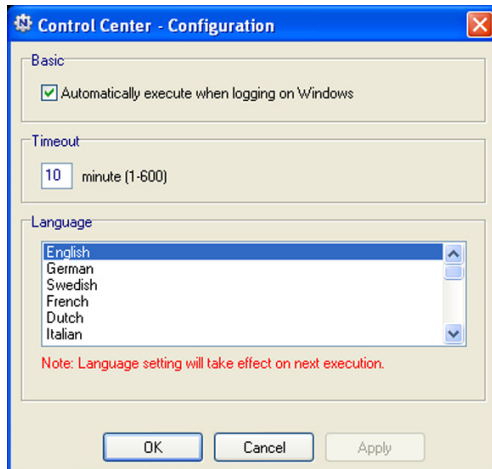 Control Center - Configuration
Basic
Automatically execute when logging on Windows
Timeout
10 minute (1-600)
Language
English
German
Swedish
French
Dutch
Italian
Note: Language setting will take effect on next execution.
OK Cancel Apply